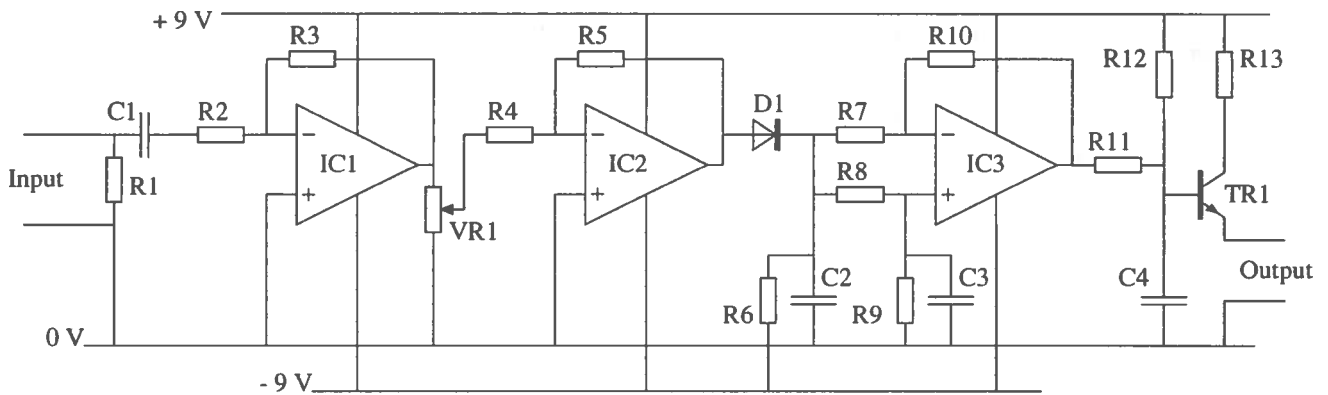 + 9 V
R3
R5
R10
R12
R13
C1
R2
R4
D1
R7
R11
IC1
IC2
IC3
Input
R1
VR1
R8
TR1
−
+
−
+
−
+
C2
C3
C4
Output
R6
R9
0 V
- 9 V